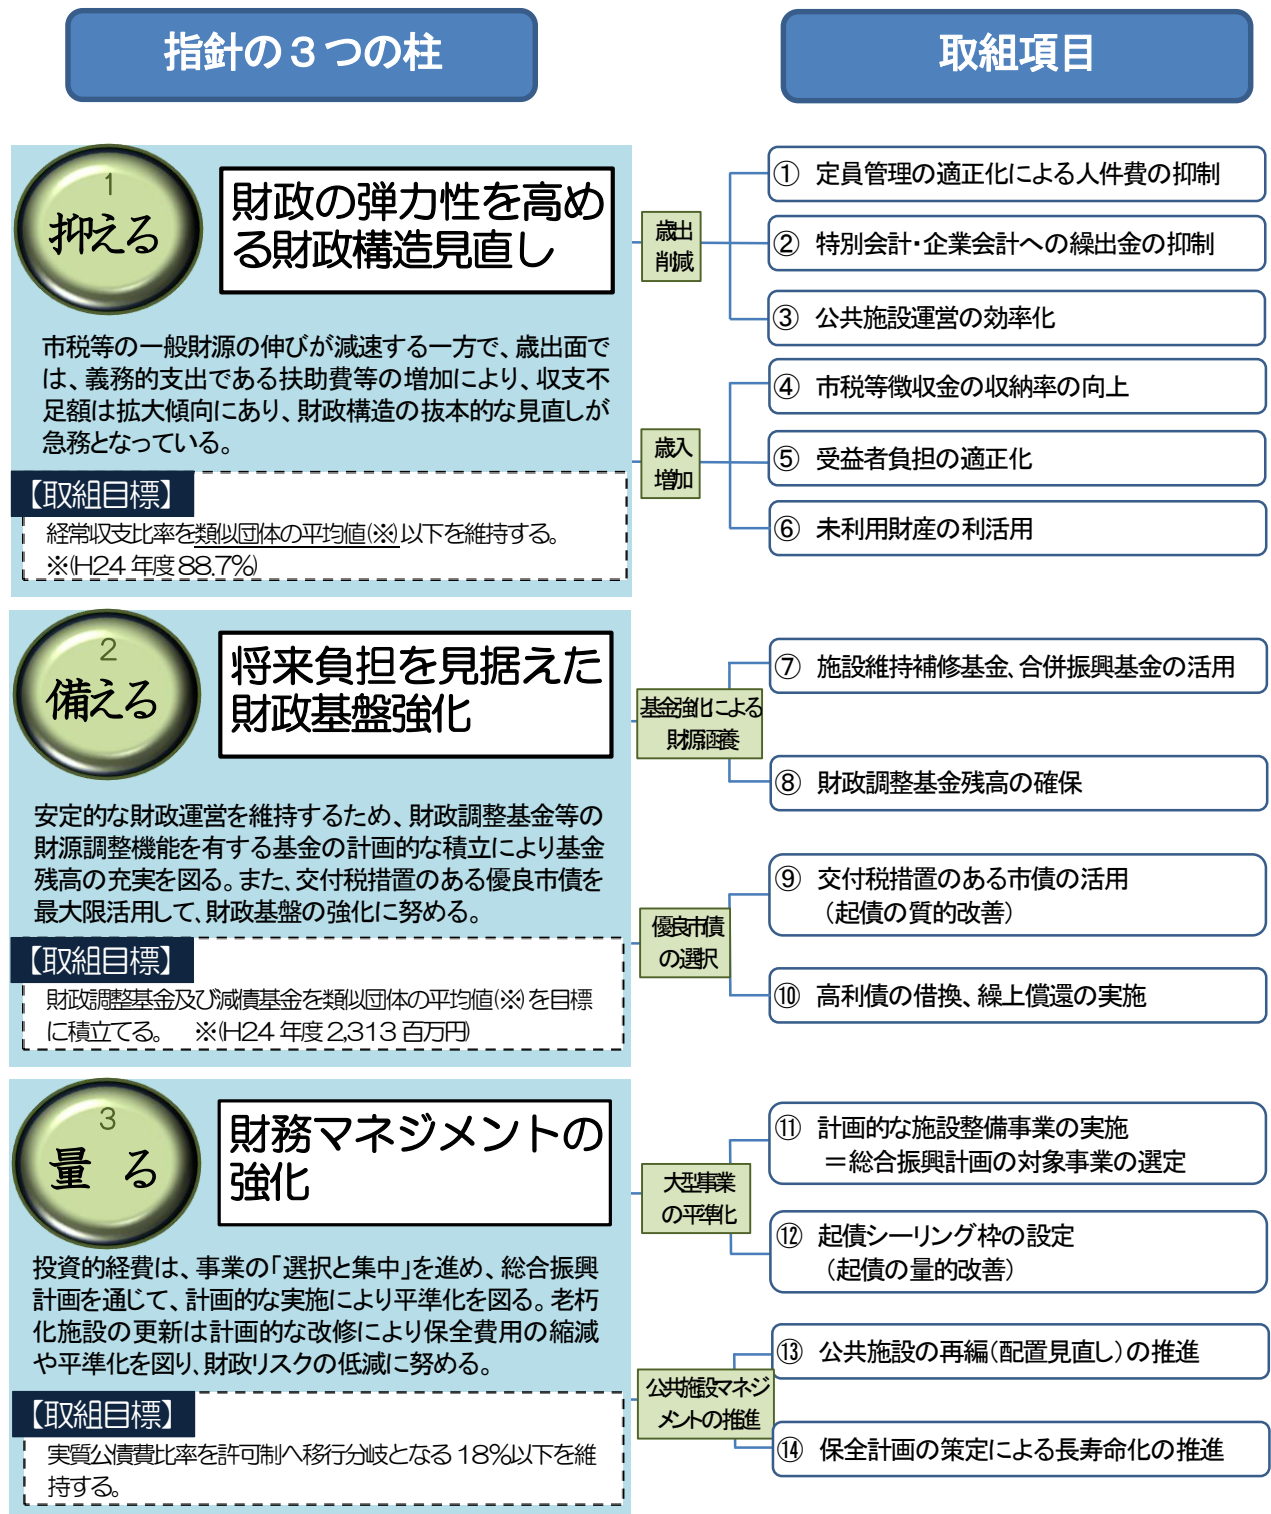 指針の３つの柱
取組項目
1
抑える
財政の弾力性を高め
る財政構造見直し
市税等の一般財源の伸びが減速する一方で、歳出面で
は、義務的支出である扶助費等の増加により、収支不
足額は拡大傾向にあり、財政構造の抜本的な見直しが
急務となっている。
【取組目標】
経常収支比率を類似団体の平均値(※)以下を維持する。
※(H24 年度 88.7%)
歳出
削減
① 定員管理の適正化による人件費の抑制
② 特別会計・企業会計への繰出金の抑制
③ 公共施設運営の効率化
歳入
増加
④ 市税等徴収金の収納率の向上
⑤ 受益者負担の適正化
⑥ 未利用財産の利活用
2
備える
将来負担を見据えた
財政基盤強化
安定的な財政運営を維持するため、財政調整基金等の
財源調整機能を有する基金の計画的な積立により基金
残高の充実を図る。また、交付税措置のある優良市債を
最大限活用して、財政基盤の強化に努める。
【取組目標】
財政調整基金及び減債基金を類似団体の平均値(※)を目標
に積立てる。 ※(H24 年度 2,313 百万円)
基金強化による
財源涵養
⑦ 施設維持補修基金、合併振興基金の活用
⑧ 財政調整基金残高の確保
優良市債
の選択
⑨ 交付税措置のある市債の活用
（起債の質的改善）
⑩ 高利債の借換、繰上償還の実施
3
量る
財務マネジメントの
強化
投資的経費は、事業の「選択と集中」を進め、総合振興
計画を通じて、計画的な実施により平準化を図る。老朽
化施設の更新は計画的な改修により保全費用の縮減
や平準化を図り、財政リスクの低減に努める。
【取組目標】
実質公債費比率を許可制へ移行分岐となる 18%以下を維
持する。
大型事業
の平準化
⑪ 計画的な施設整備事業の実施
＝総合振興計画の対象事業の選定
⑫ 起債シーリング枠の設定
（起債の量的改善）
公共施設マネジ
メントの推進
⑬ 公共施設の再編（配置見直し）の推進
⑭ 保全計画の策定による長寿命化の推進